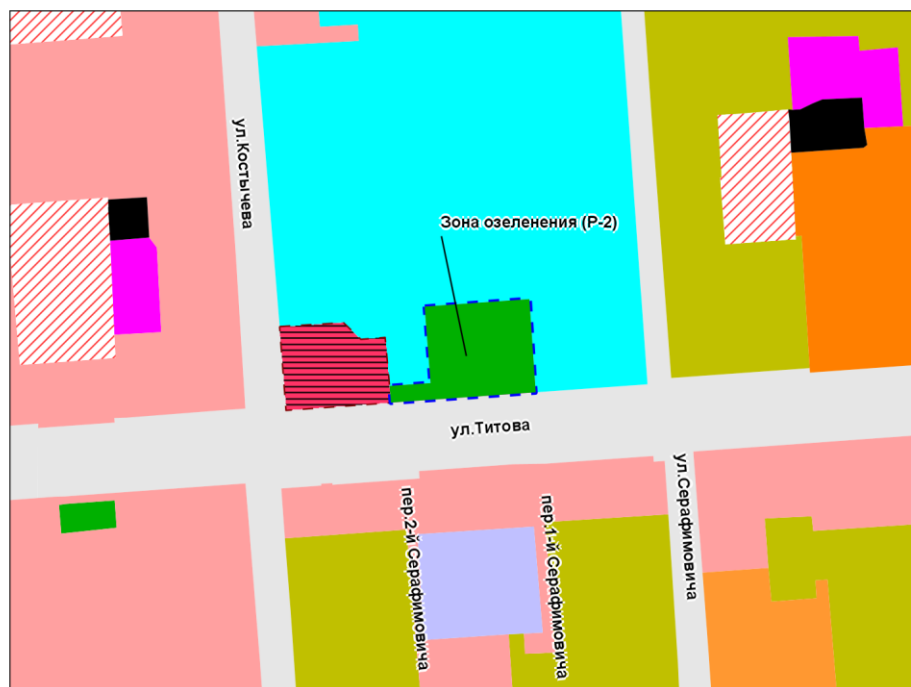 ул.Костычева
Зона озеленения (Р-2)
ул.Титова
пер.2-й Серафимовича
пер.1-й Серафимовича
ул.Серафимовича